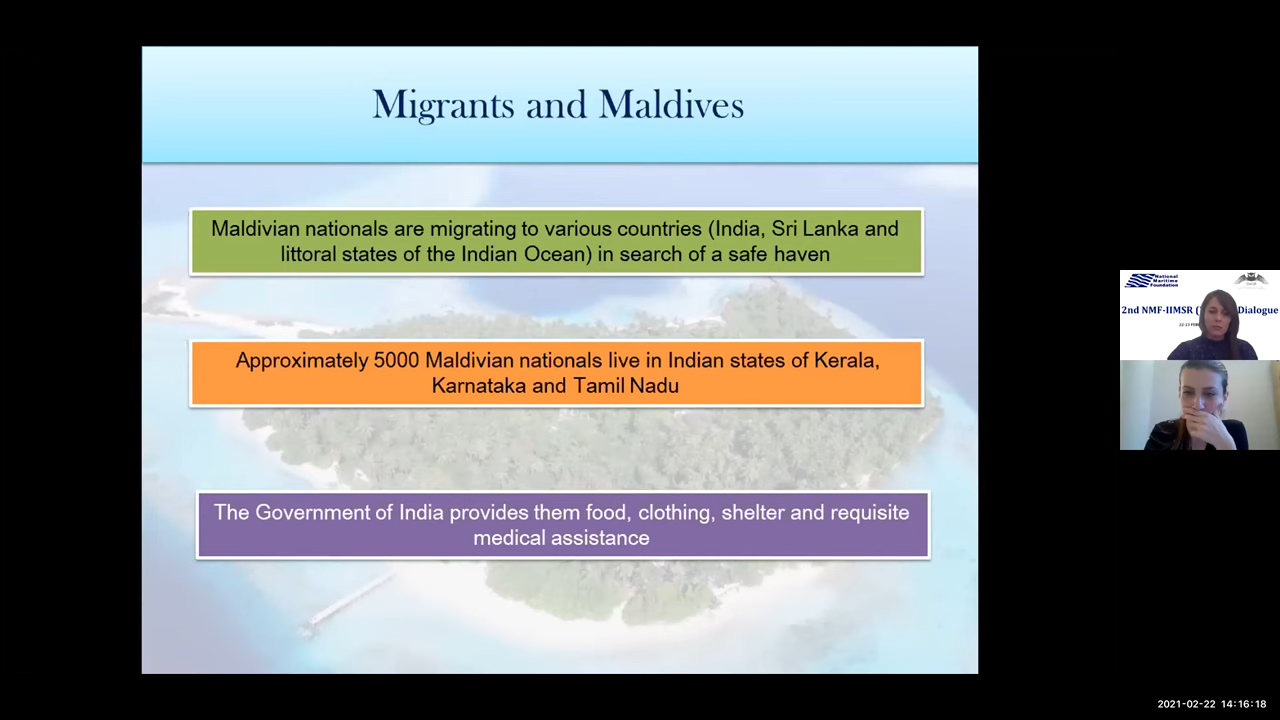 Migrants and Maldives
Maldivian nationals are migrating to various countries (India, Sri Lanka and
littoral states of the Indian Ocean) in search of a safe haven
Approximately 5000 Maldivian nationals live in Indian states of Kerala,
Karnataka and Tamil Nadu
The Government of India provides them food, clothing, shelter and requisite
medical assistance
National
Maritime
Foundation
2nd NMF-IIMSR Dialogue
2021-02-22 14:16:18